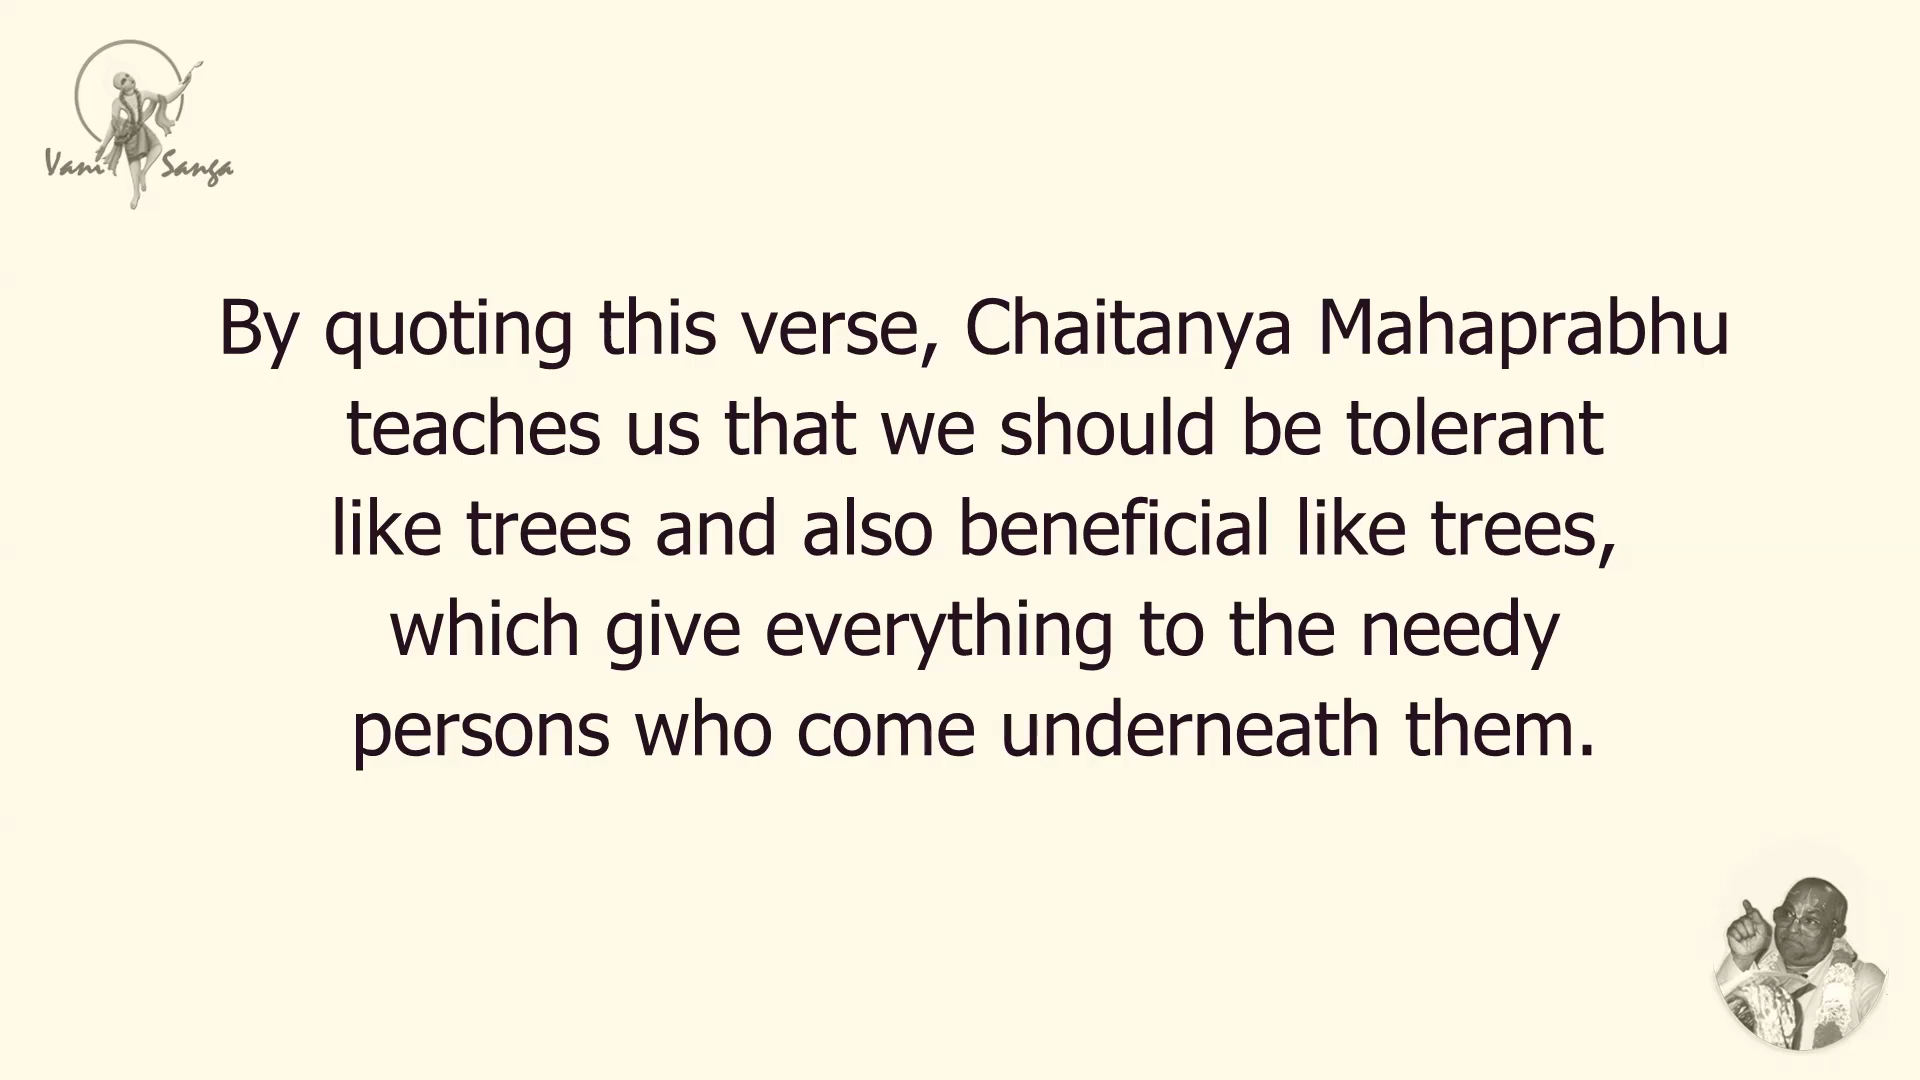 Vani Sanga
By quoting this verse, Chaitanya Mahaprabhu
teaches us that we should be tolerant
like trees and also beneficial like trees,
which give everything to the needy
persons who come underneath them.